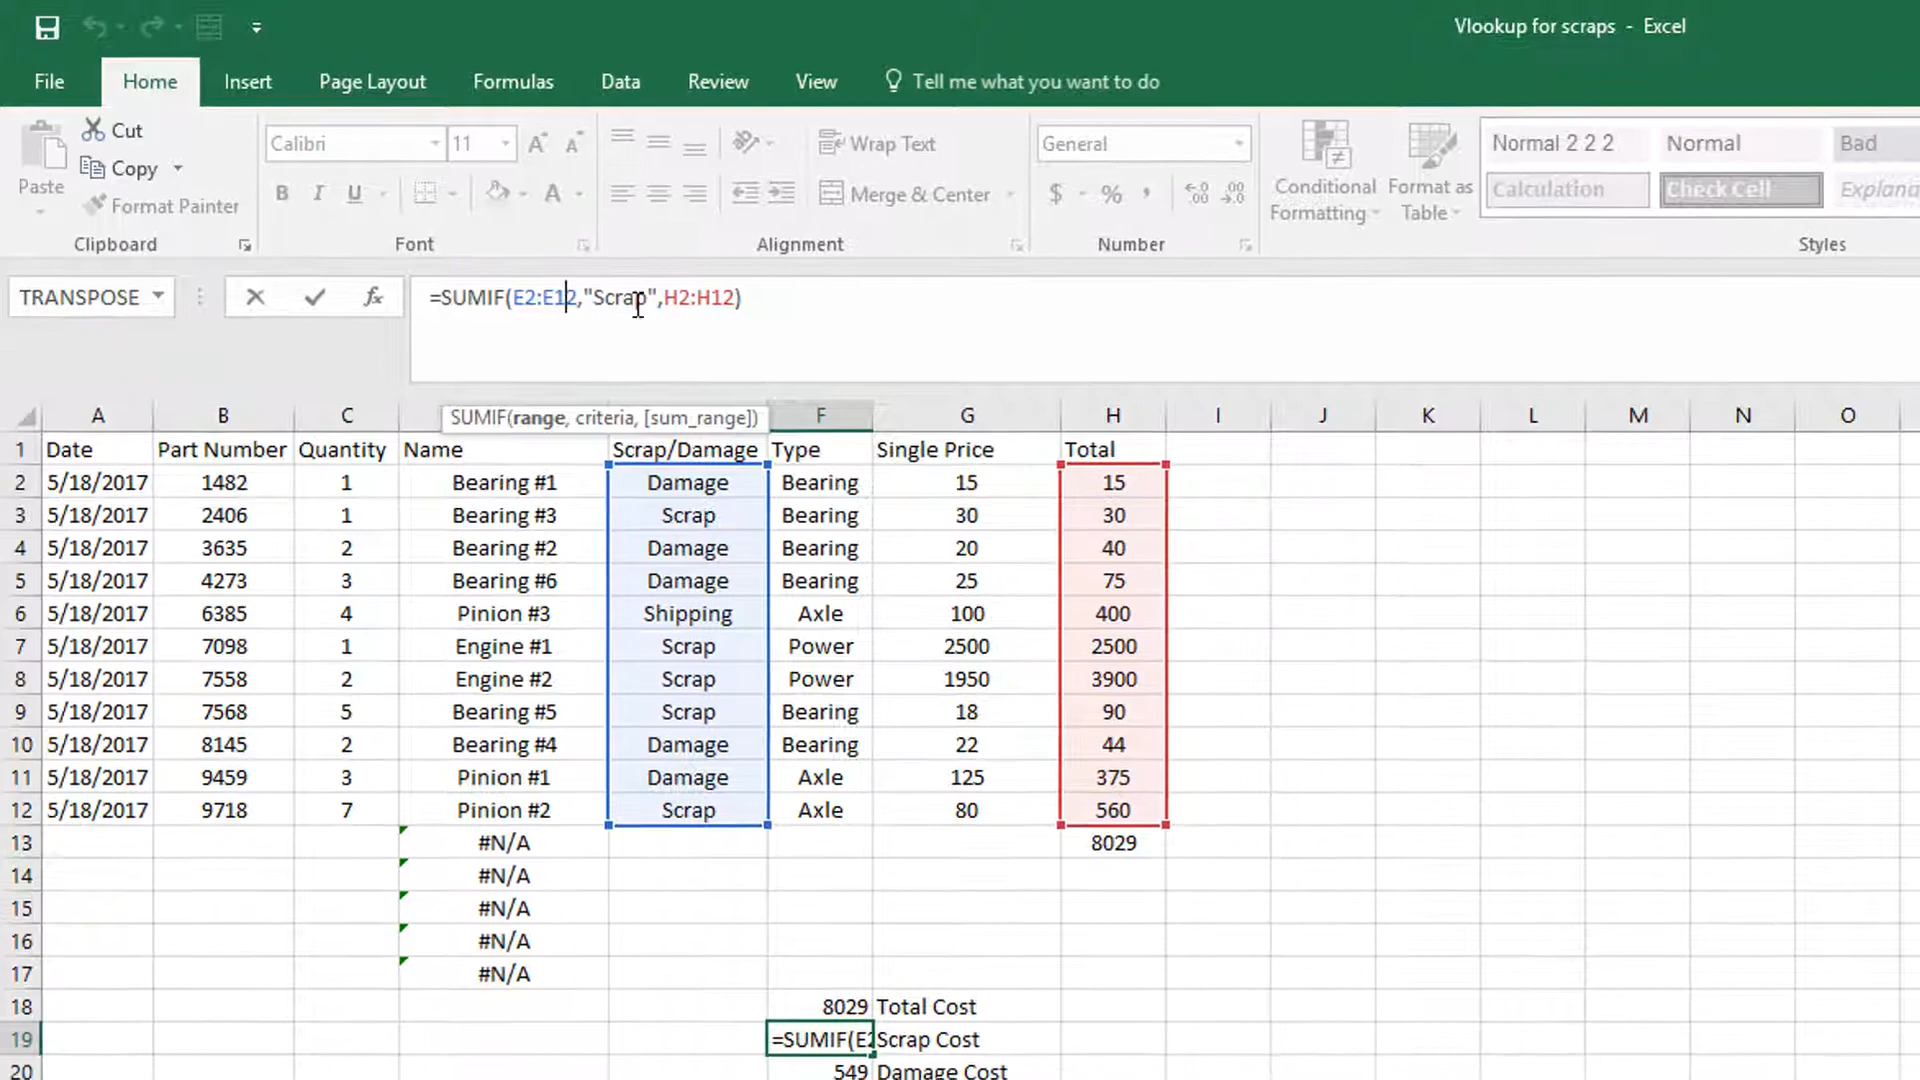 Vlookup for scraps - Excel
File Home Insert Page Layout Formulas Data Review View Tell me what you want to do
Paste
Cut
Copy
Format Painter
Clipboard
Calibri 11
B I U A
Font
Wrap Text
Merge & Center
Alignment
General
$ % , .00
Number
Conditional Formatting
Format as Table
Normal 2 2 2 Normal Bad
Calculation Check Cell Explana
Styles
TRANSPOSE fx =SUMIF(E2:E12,"Scrap",H2:H12)
SUMIF(range, criteria, [sum_range])
A B C F G H I J K L M N O
1 Date Part Number Quantity Name Scrap/Damage Type Single Price Total
2 5/18/2017 1482 1 Bearing #1 Damage Bearing 15 15
3 5/18/2017 2406 1 Bearing #3 Scrap Bearing 30 30
4 5/18/2017 3635 2 Bearing #2 Damage Bearing 20 40
5 5/18/2017 4273 3 Bearing #6 Damage Bearing 25 75
6 5/18/2017 6385 4 Pinion #3 Shipping Axle 100 400
7 5/18/2017 7098 1 Engine #1 Scrap Power 2500 2500
8 5/18/2017 7558 2 Engine #2 Scrap Power 1950 3900
9 5/18/2017 7568 5 Bearing #5 Scrap Bearing 18 90
10 5/18/2017 8145 2 Bearing #4 Damage Bearing 22 44
11 5/18/2017 9459 3 Pinion #1 Damage Axle 125 375
12 5/18/2017 9718 7 Pinion #2 Scrap Axle 80 560
13 #N/A 8029
14 #N/A
15 #N/A
16 #N/A
17 #N/A
18 8029 Total Cost
19 =SUMIF(E2 Scrap Cost
20 549 Damage Cost